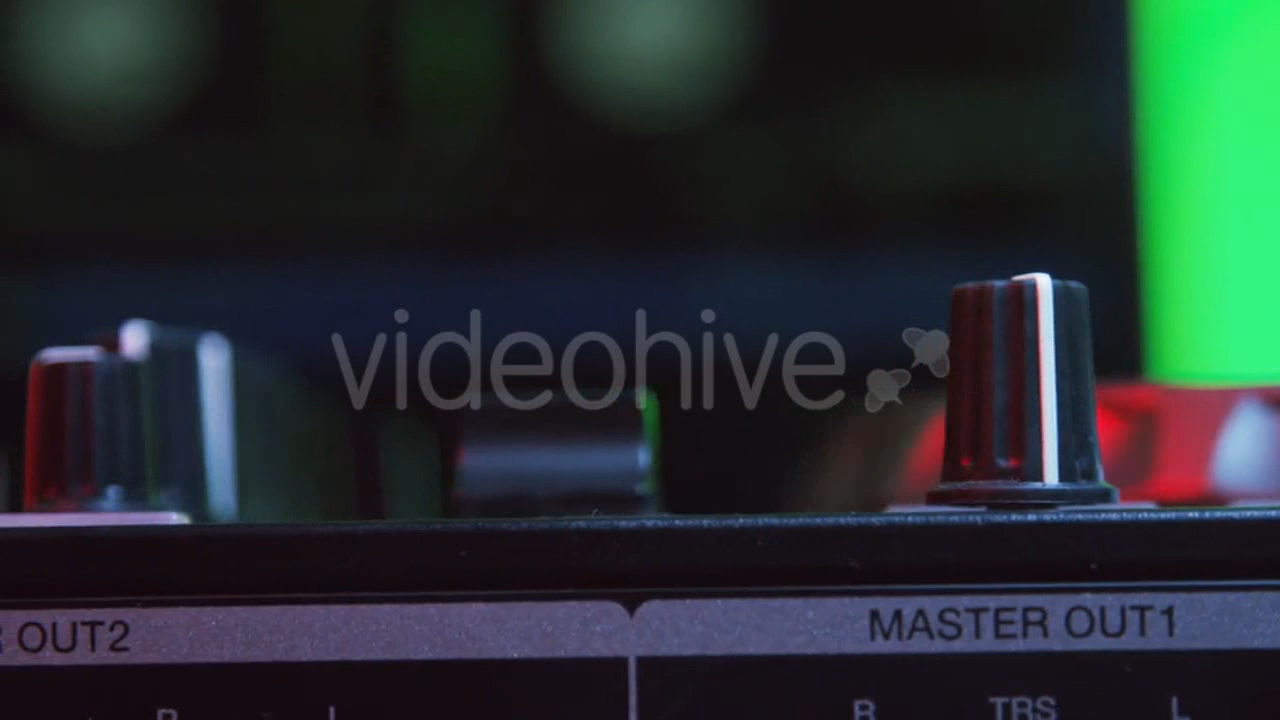 videohive
R OUT2
MASTER OUT1
R L
R TRS L